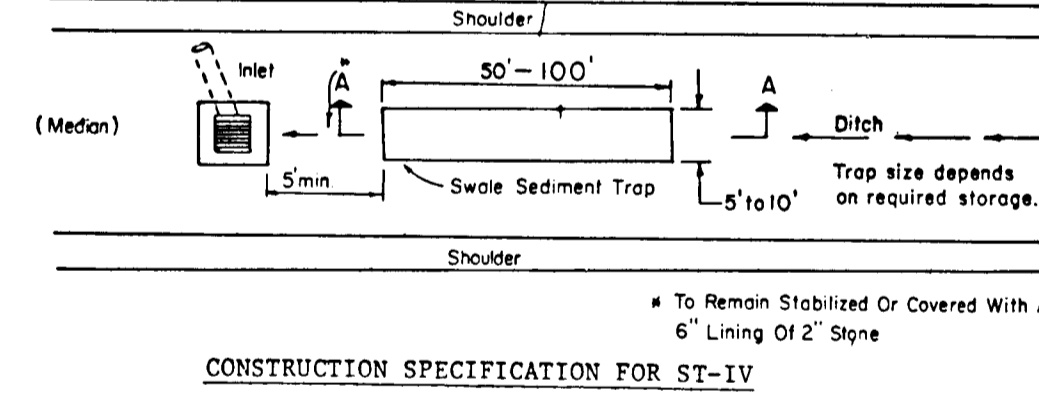 Shoulder
Inlet
*
A
50'-100'
A
(Median)
Ditch
5'min.
Swale Sediment Trap
5' to 10'
Trap size depends
on required storage.
Shoulder
* To Remain Stabilized Or Covered With A
6" Lining Of 2" Stone
CONSTRUCTION SPECIFICATION FOR ST-IV